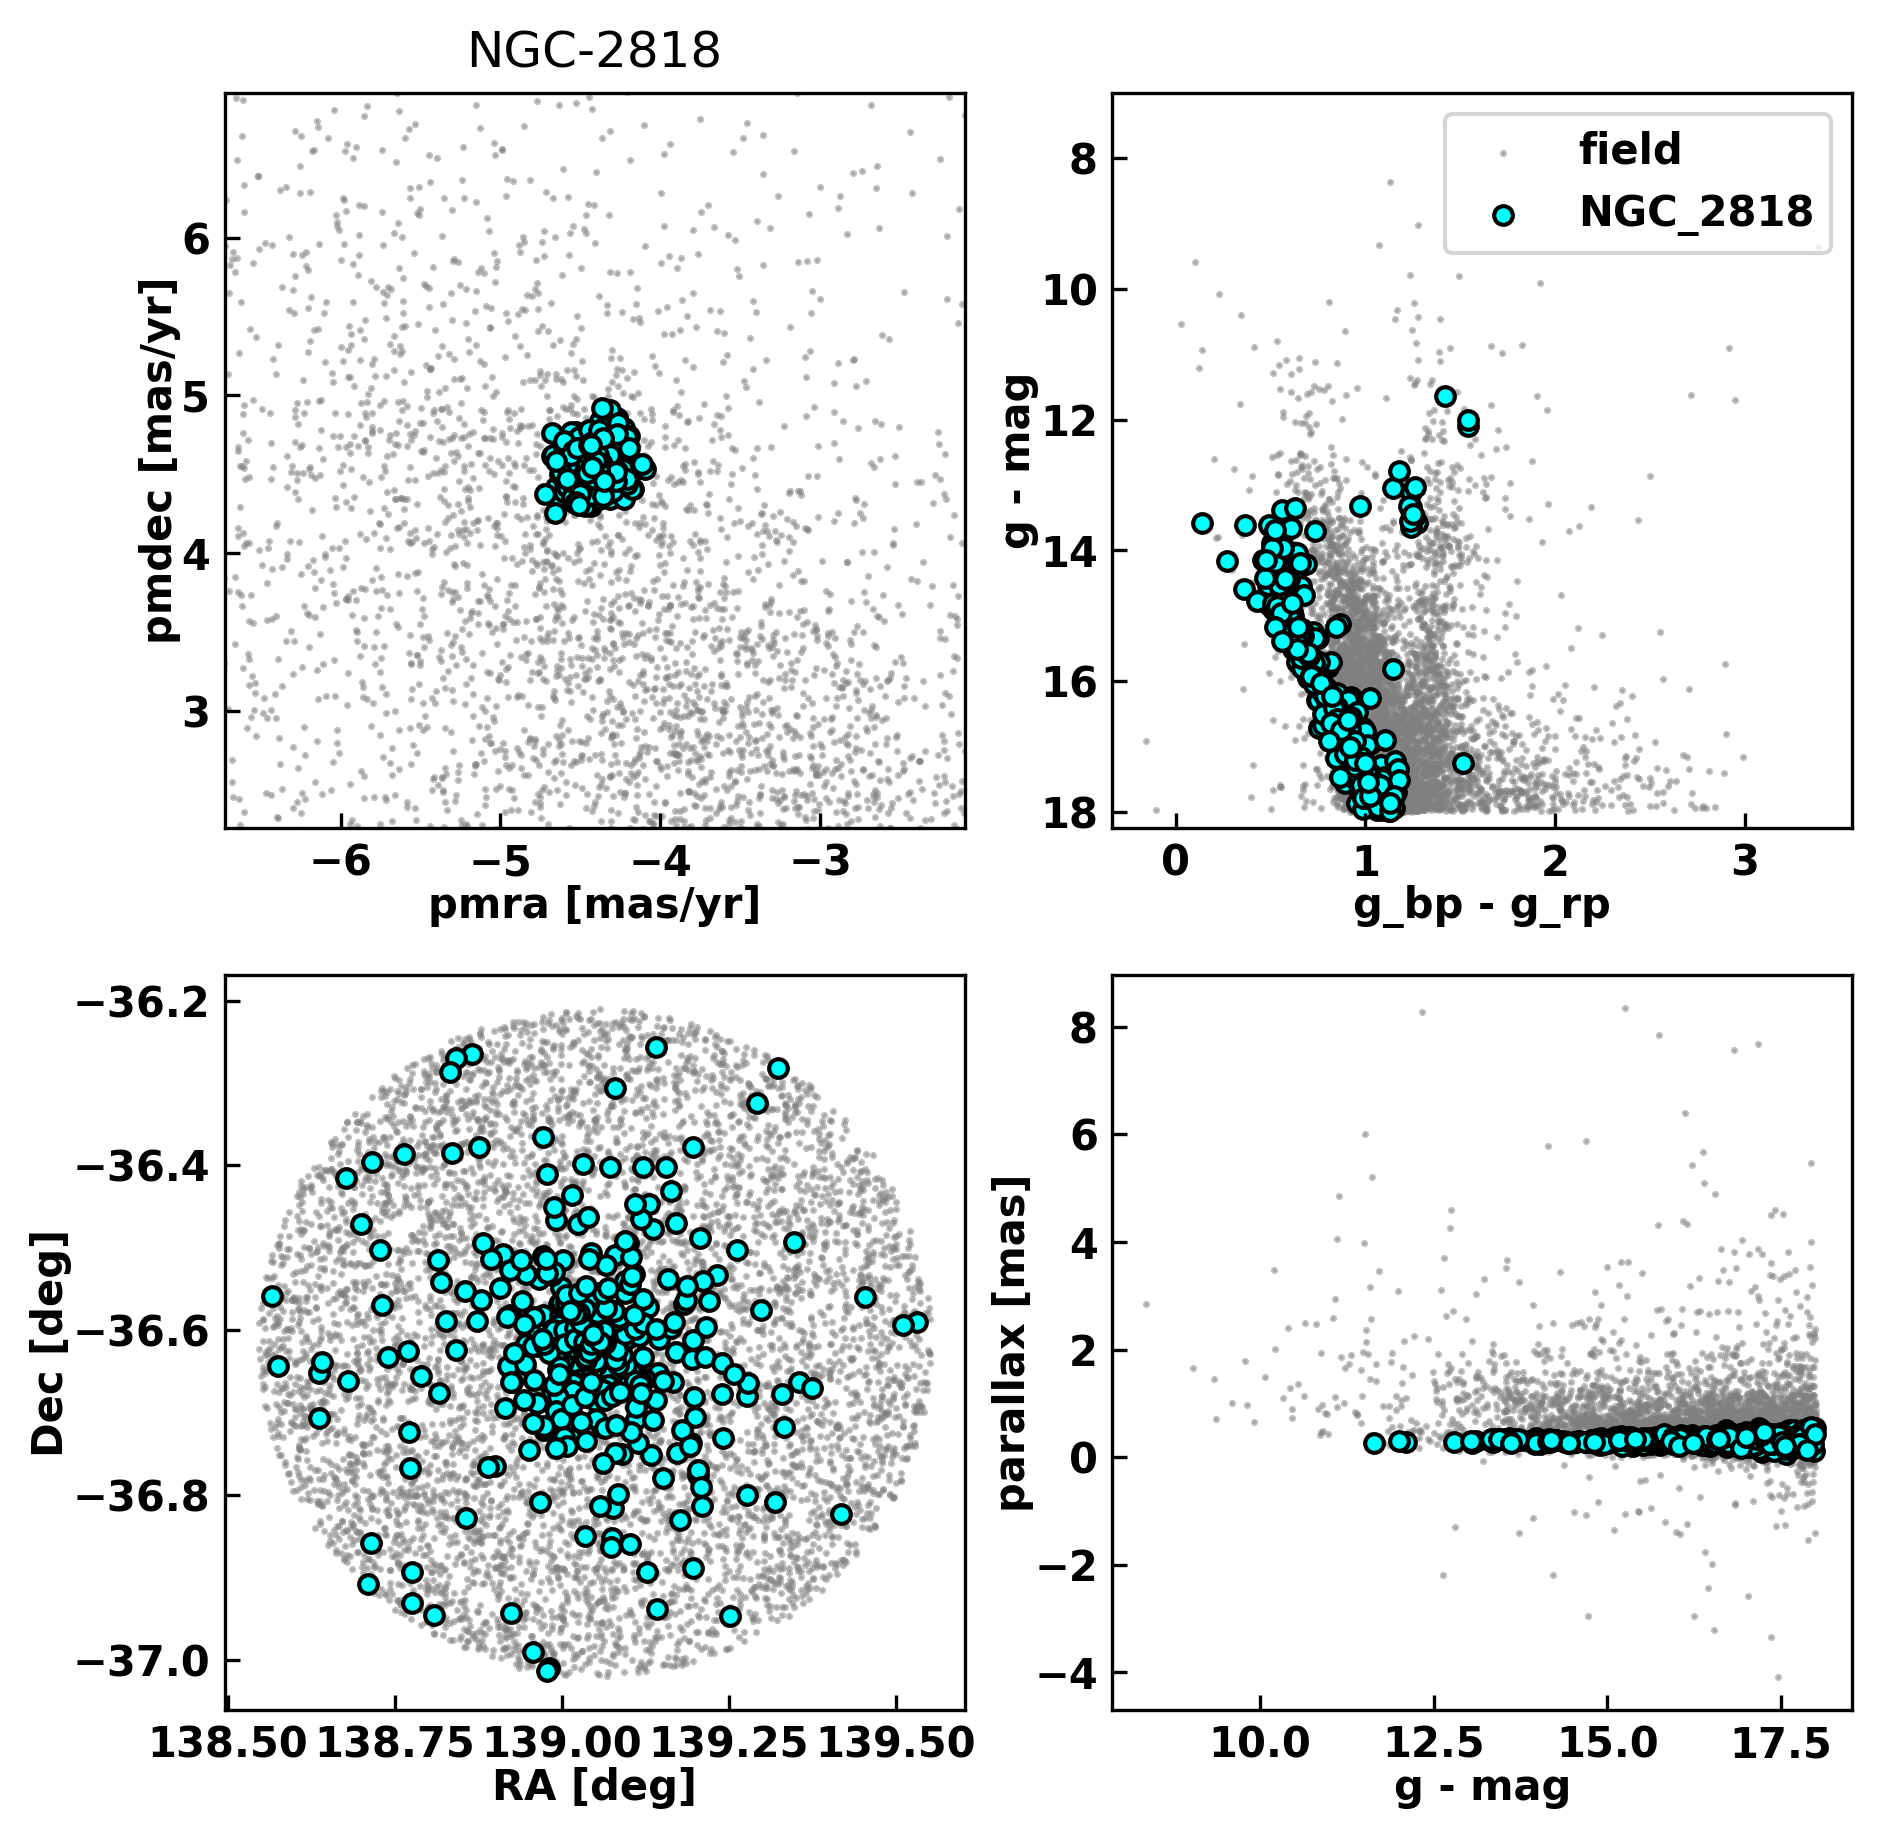 NGC-2818
pmdec [mas/yr]
6
5
4
3
−6 −5 −4 −3
pmra [mas/yr]
g - mag
8
10
12
14
16
18
field
NGC_2818
0 1 2 3
g_bp - g_rp
Dec [deg]
−36.2
−36.4
−36.6
−36.8
−37.0
138.50 138.75 139.00 139.25 139.50
RA [deg]
parallax [mas]
8
6
4
2
0
−2
−4
10.0 12.5 15.0 17.5
g - mag